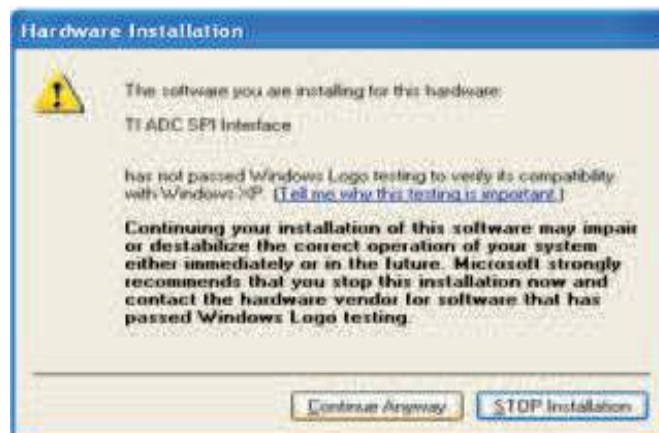 Hardware Installation
The software you are installing for this hardware:
TI ADC SPI Interface
has not passed Windows Logo testing to verify its compatibility
with Windows XP. (Tell me why this testing is important.)
Continuing your installation of this software may impair
or destabilize the correct operation of your system
either immediately or in the future. Microsoft strongly
recommends that you stop this installation now and
contact the hardware vendor for software that has
passed Windows Logo testing.
Continue Anyway
STOP Installation